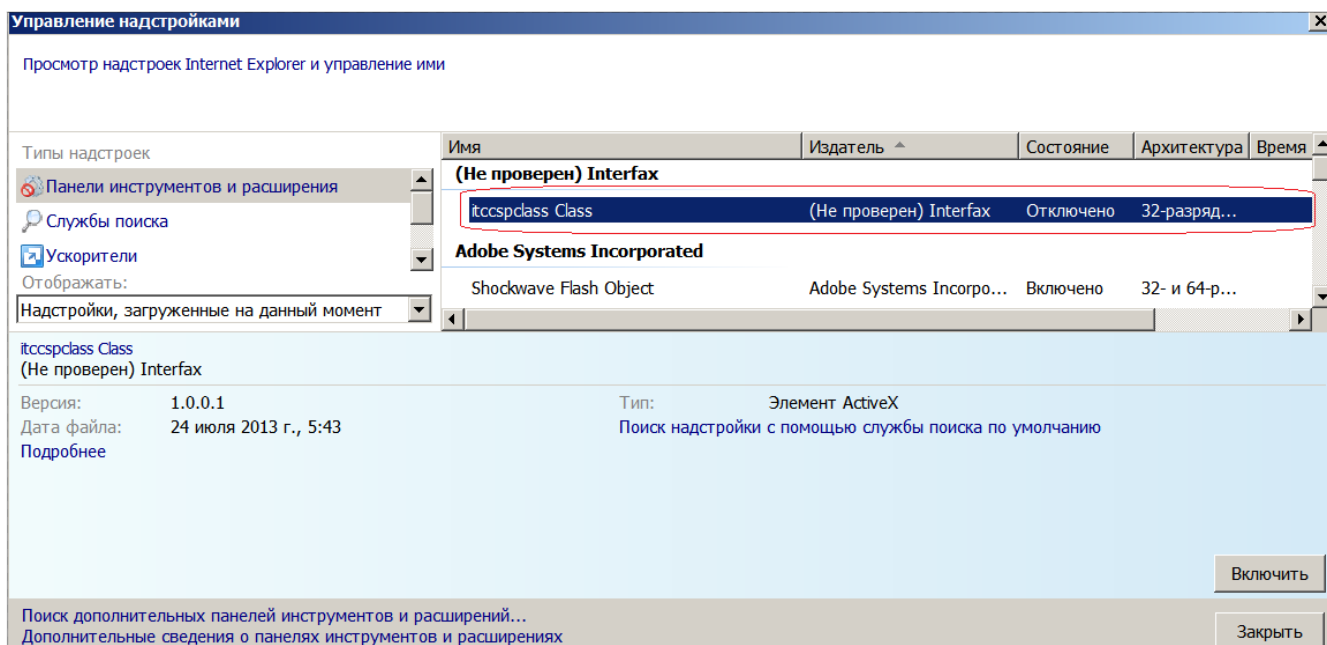 Управление надстройками
Просмотр надстроек Internet Explorer и управление ими
Типы надстроек
Панели инструментов и расширения
Службы поиска
Ускорители
Отображать:
Надстройки, загруженные на данный момент
Имя Издатель Состояние Архитектура Время
(Не проверен) Interfax
itccspclass Class (Не проверен) Interfax Отключено 32-разряд...
Adobe Systems Incorporated
Shockwave Flash Object Adobe Systems Incorpo... Включено 32- и 64-р...
itccspclass Class
(Не проверен) Interfax
Версия: 1.0.0.1 Тип: Элемент ActiveX
Дата файла: 24 июля 2013 г., 5:43 Поиск надстройки с помощью службы поиска по умолчанию
Подробнее
Включить
Поиск дополнительных панелей инструментов и расширений...
Дополнительные сведения о панелях инструментов и расширениях
Закрыть